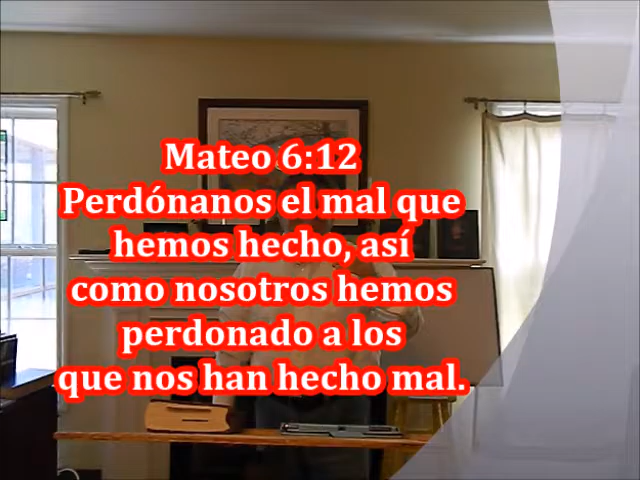 Mateo 6:12
Perdónanos el mal que
hemos hecho, así
como nosotros hemos
perdonado a los
que nos han hecho mal.